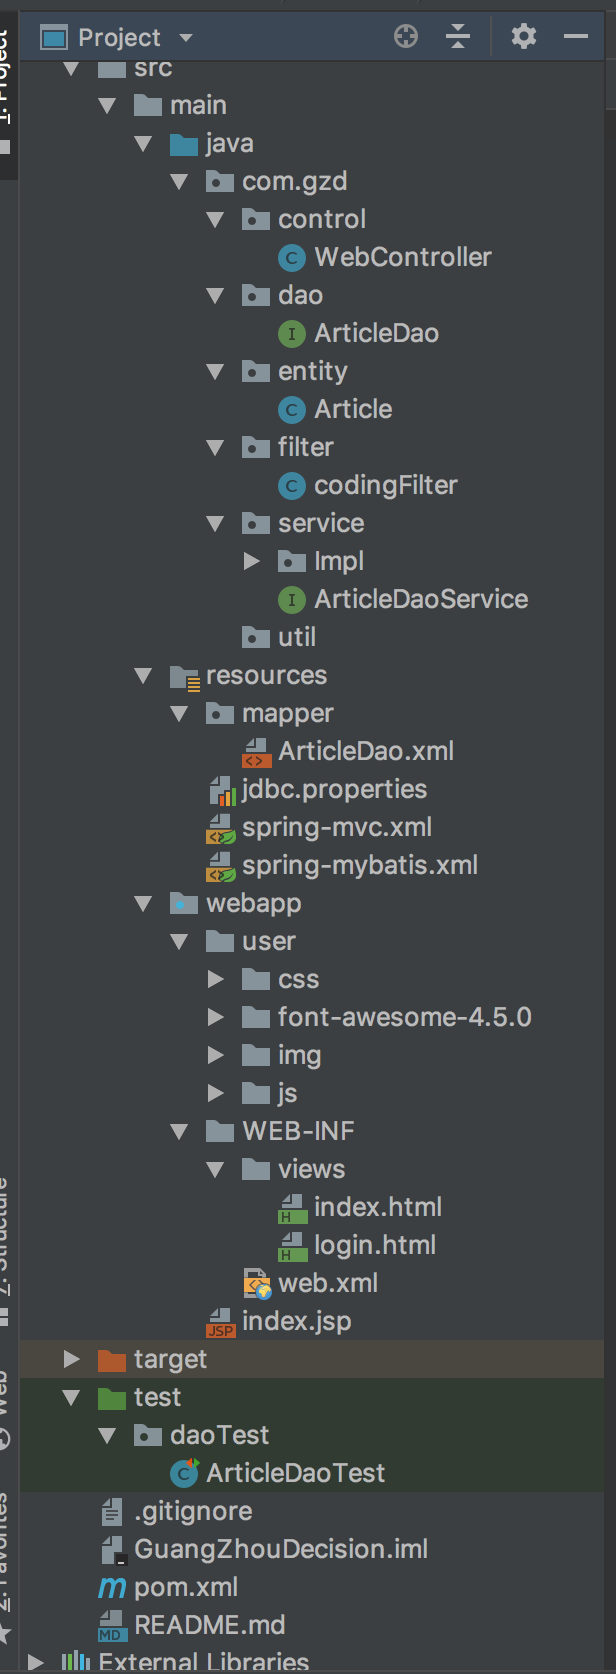 Project
src
main
java
com.gzd
control
WebController
dao
ArticleDao
entity
Article
filter
codingFilter
service
Impl
ArticleDaoService
util
resources
mapper
ArticleDao.xml
jdbc.properties
spring-mvc.xml
spring-mybatis.xml
webapp
user
css
font-awesome-4.5.0
img
js
WEB-INF
views
index.html
login.html
web.xml
index.jsp
target
test
daoTest
ArticleDaoTest
.gitignore
GuangZhouDecision.iml
pom.xml
README.md
External Libraries
1: Project
Z: Structure
Web
2: Favorites